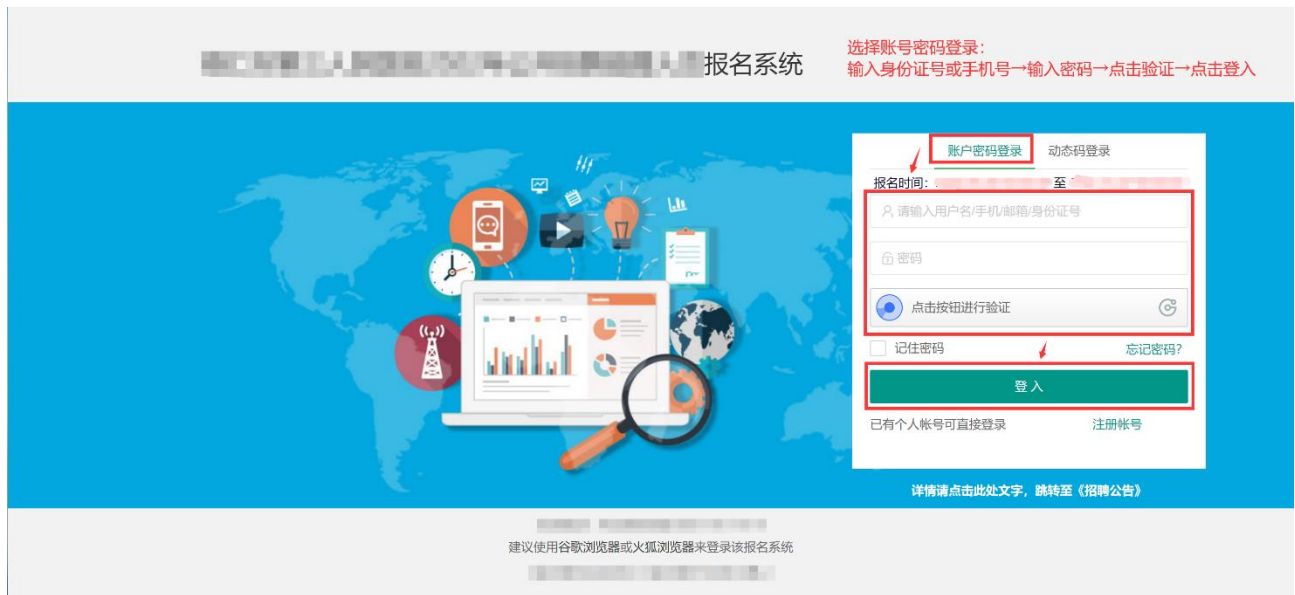 报名系统
选择账号密码登录：
输入身份证号或手机号→输入密码→点击验证→点击登入
账户密码登录 动态码登录
报名时间： 至
请输入用户名/手机/邮箱/身份证号
密码
点击按钮进行验证
记住密码 忘记密码?
登入
已有个人帐号可直接登录 注册帐号
详情请点击此处文字，跳转至《招聘公告》
建议使用谷歌浏览器或火狐浏览器来登录该报名系统